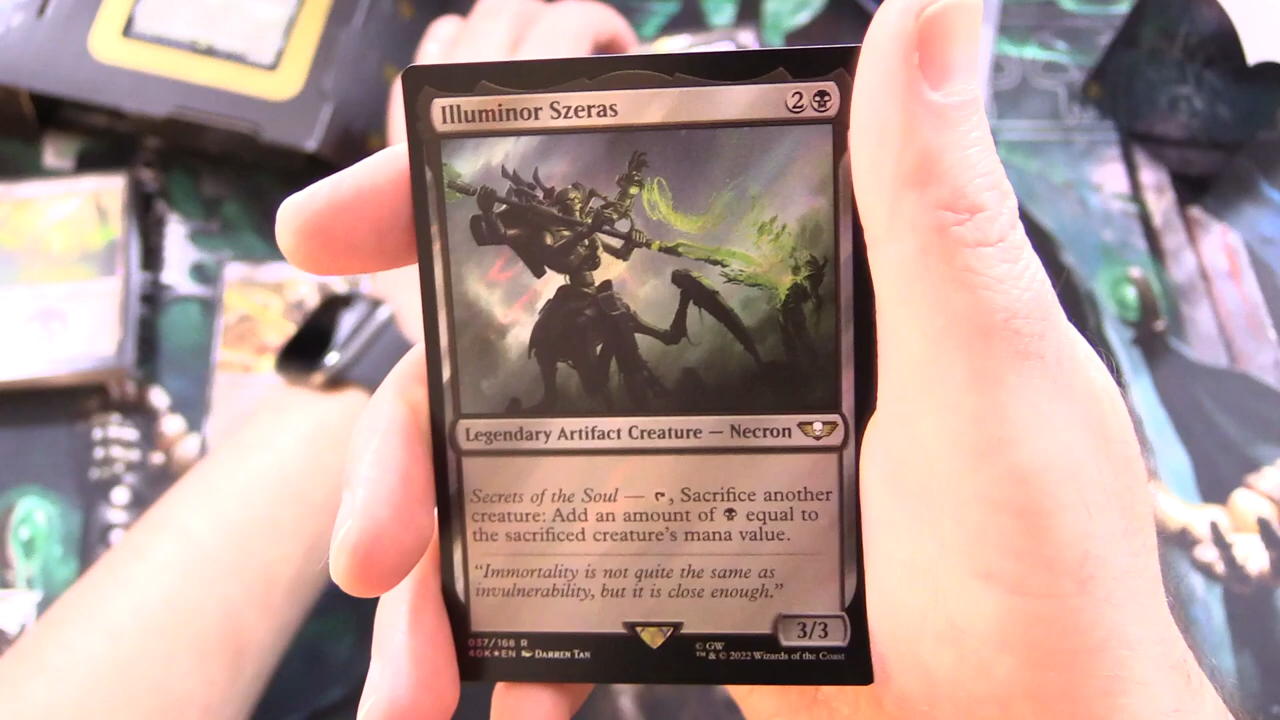 Illuminor Szeras 2
Legendary Artifact Creature — Necron
Secrets of the Soul — , Sacrifice another
creature: Add an amount of equal to
the sacrificed creature's mana value.
"Immortality is not quite the same as
invulnerability, but it is close enough."
3/3
037/168 R
40K★EN DARREN TAN
© GW
™ & © 2022 Wizards of the Coast